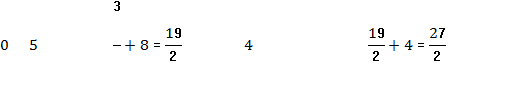 3
0 5 — + 8 = 19/2 4 19/2 + 4 = 27/2